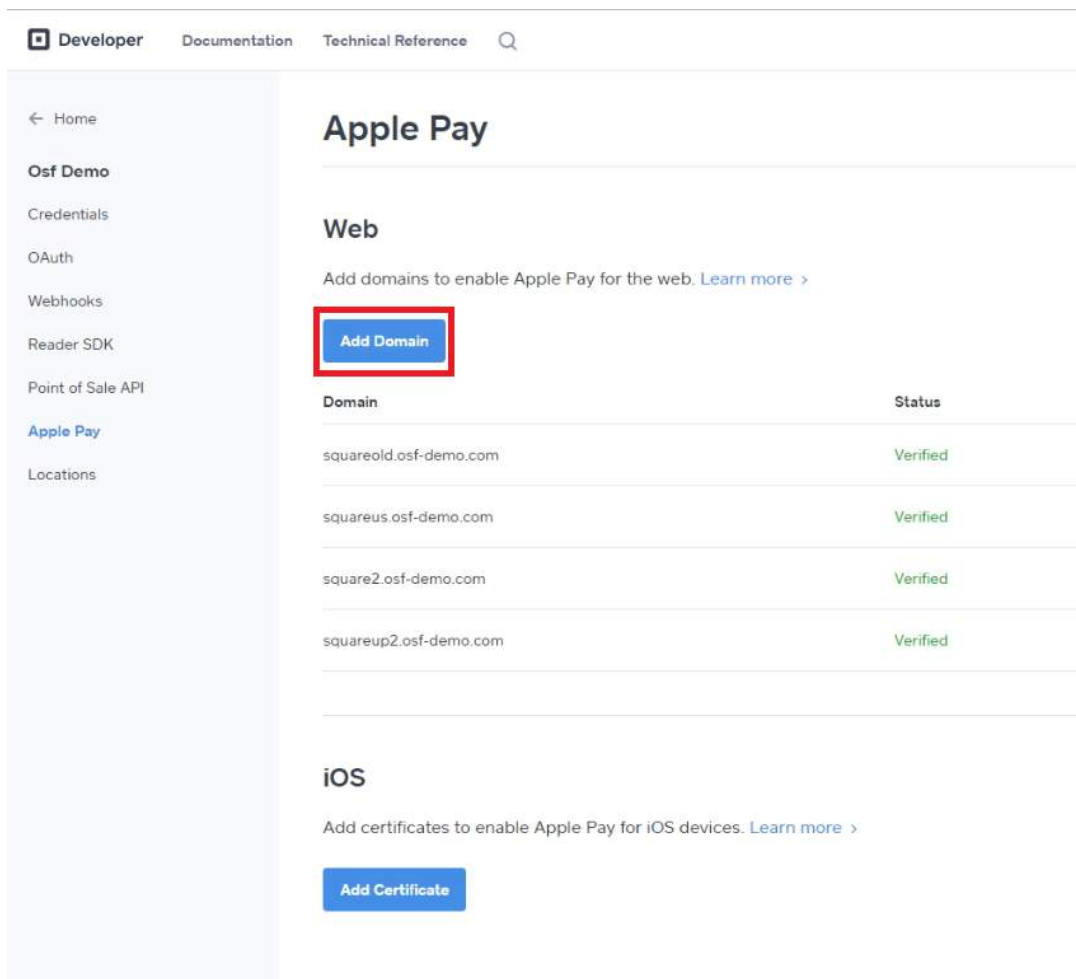 Developer Documentation Technical Reference
← Home
Osf Demo
Credentials
OAuth
Webhooks
Reader SDK
Point of Sale API
Apple Pay
Locations
Apple Pay
Web
Add domains to enable Apple Pay for the web. Learn more >
Add Domain
Domain Status
squareold.osf-demo.com Verified
squareus.osf-demo.com Verified
square2.osf-demo.com Verified
squareup2.osf-demo.com Verified
iOS
Add certificates to enable Apple Pay for iOS devices. Learn more >
Add Certificate